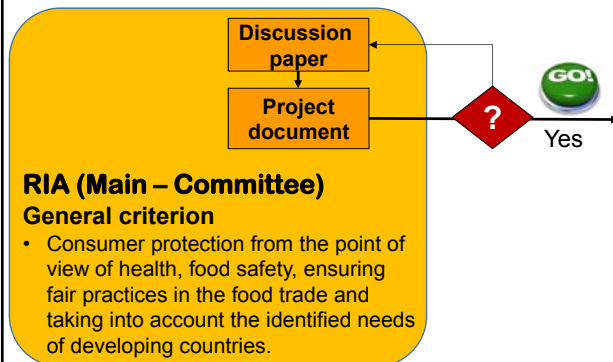 Discussion
paper
GO!
Project
document
?
Yes
RIA (Main – Committee)
General criterion
• Consumer protection from the point of
view of health, food safety, ensuring
fair practices in the food trade and
taking into account the identified needs
of developing countries.